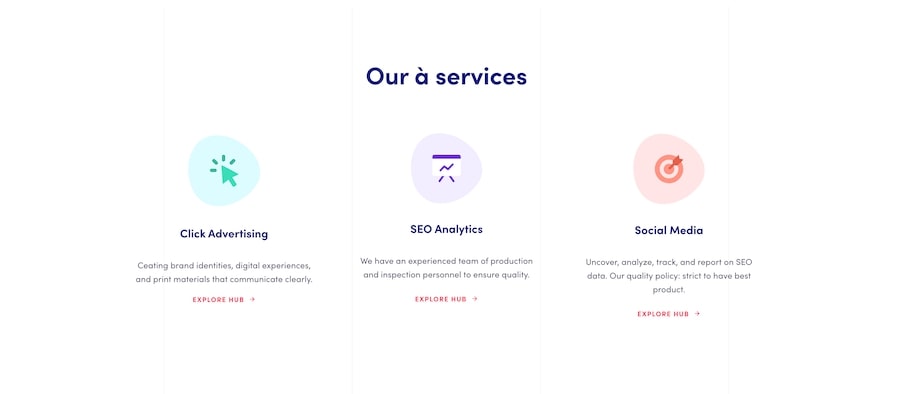 Our à services
Click Advertising
Ceating brand identities, digital experiences,
and print materials that communicate clearly.
EXPLORE HUB →
SEO Analytics
We have an experienced team of production
and inspection personnel to ensure quality.
EXPLORE HUB →
Social Media
Uncover, analyze, track, and report on SEO
data. Our quality policy: strict to have best
product.
EXPLORE HUB →